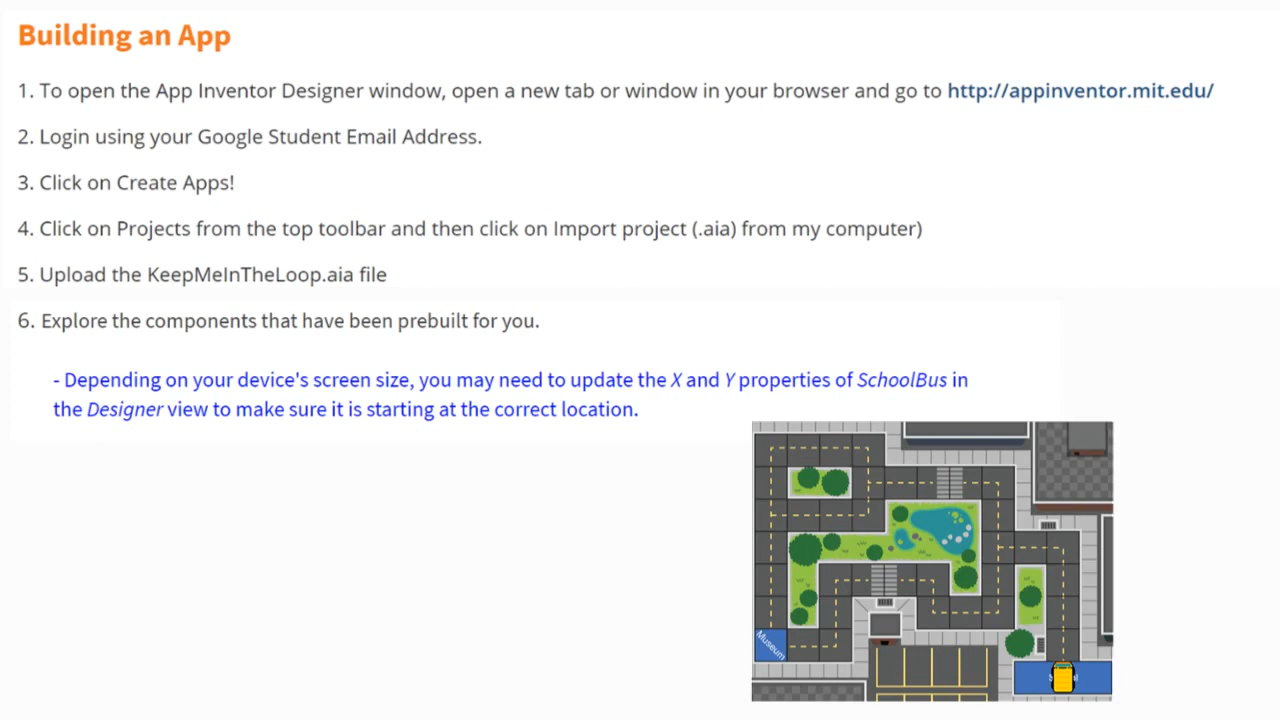 Building an App
1. To open the App Inventor Designer window, open a new tab or window in your browser and go to http://appinventor.mit.edu/
2. Login using your Google Student Email Address.
3. Click on Create Apps!
4. Click on Projects from the top toolbar and then click on Import project (.aia) from my computer)
5. Upload the KeepMeInTheLoop.aia file
6. Explore the components that have been prebuilt for you.
- Depending on your device's screen size, you may need to update the X and Y properties of SchoolBus in
the Designer view to make sure it is starting at the correct location.
Museum